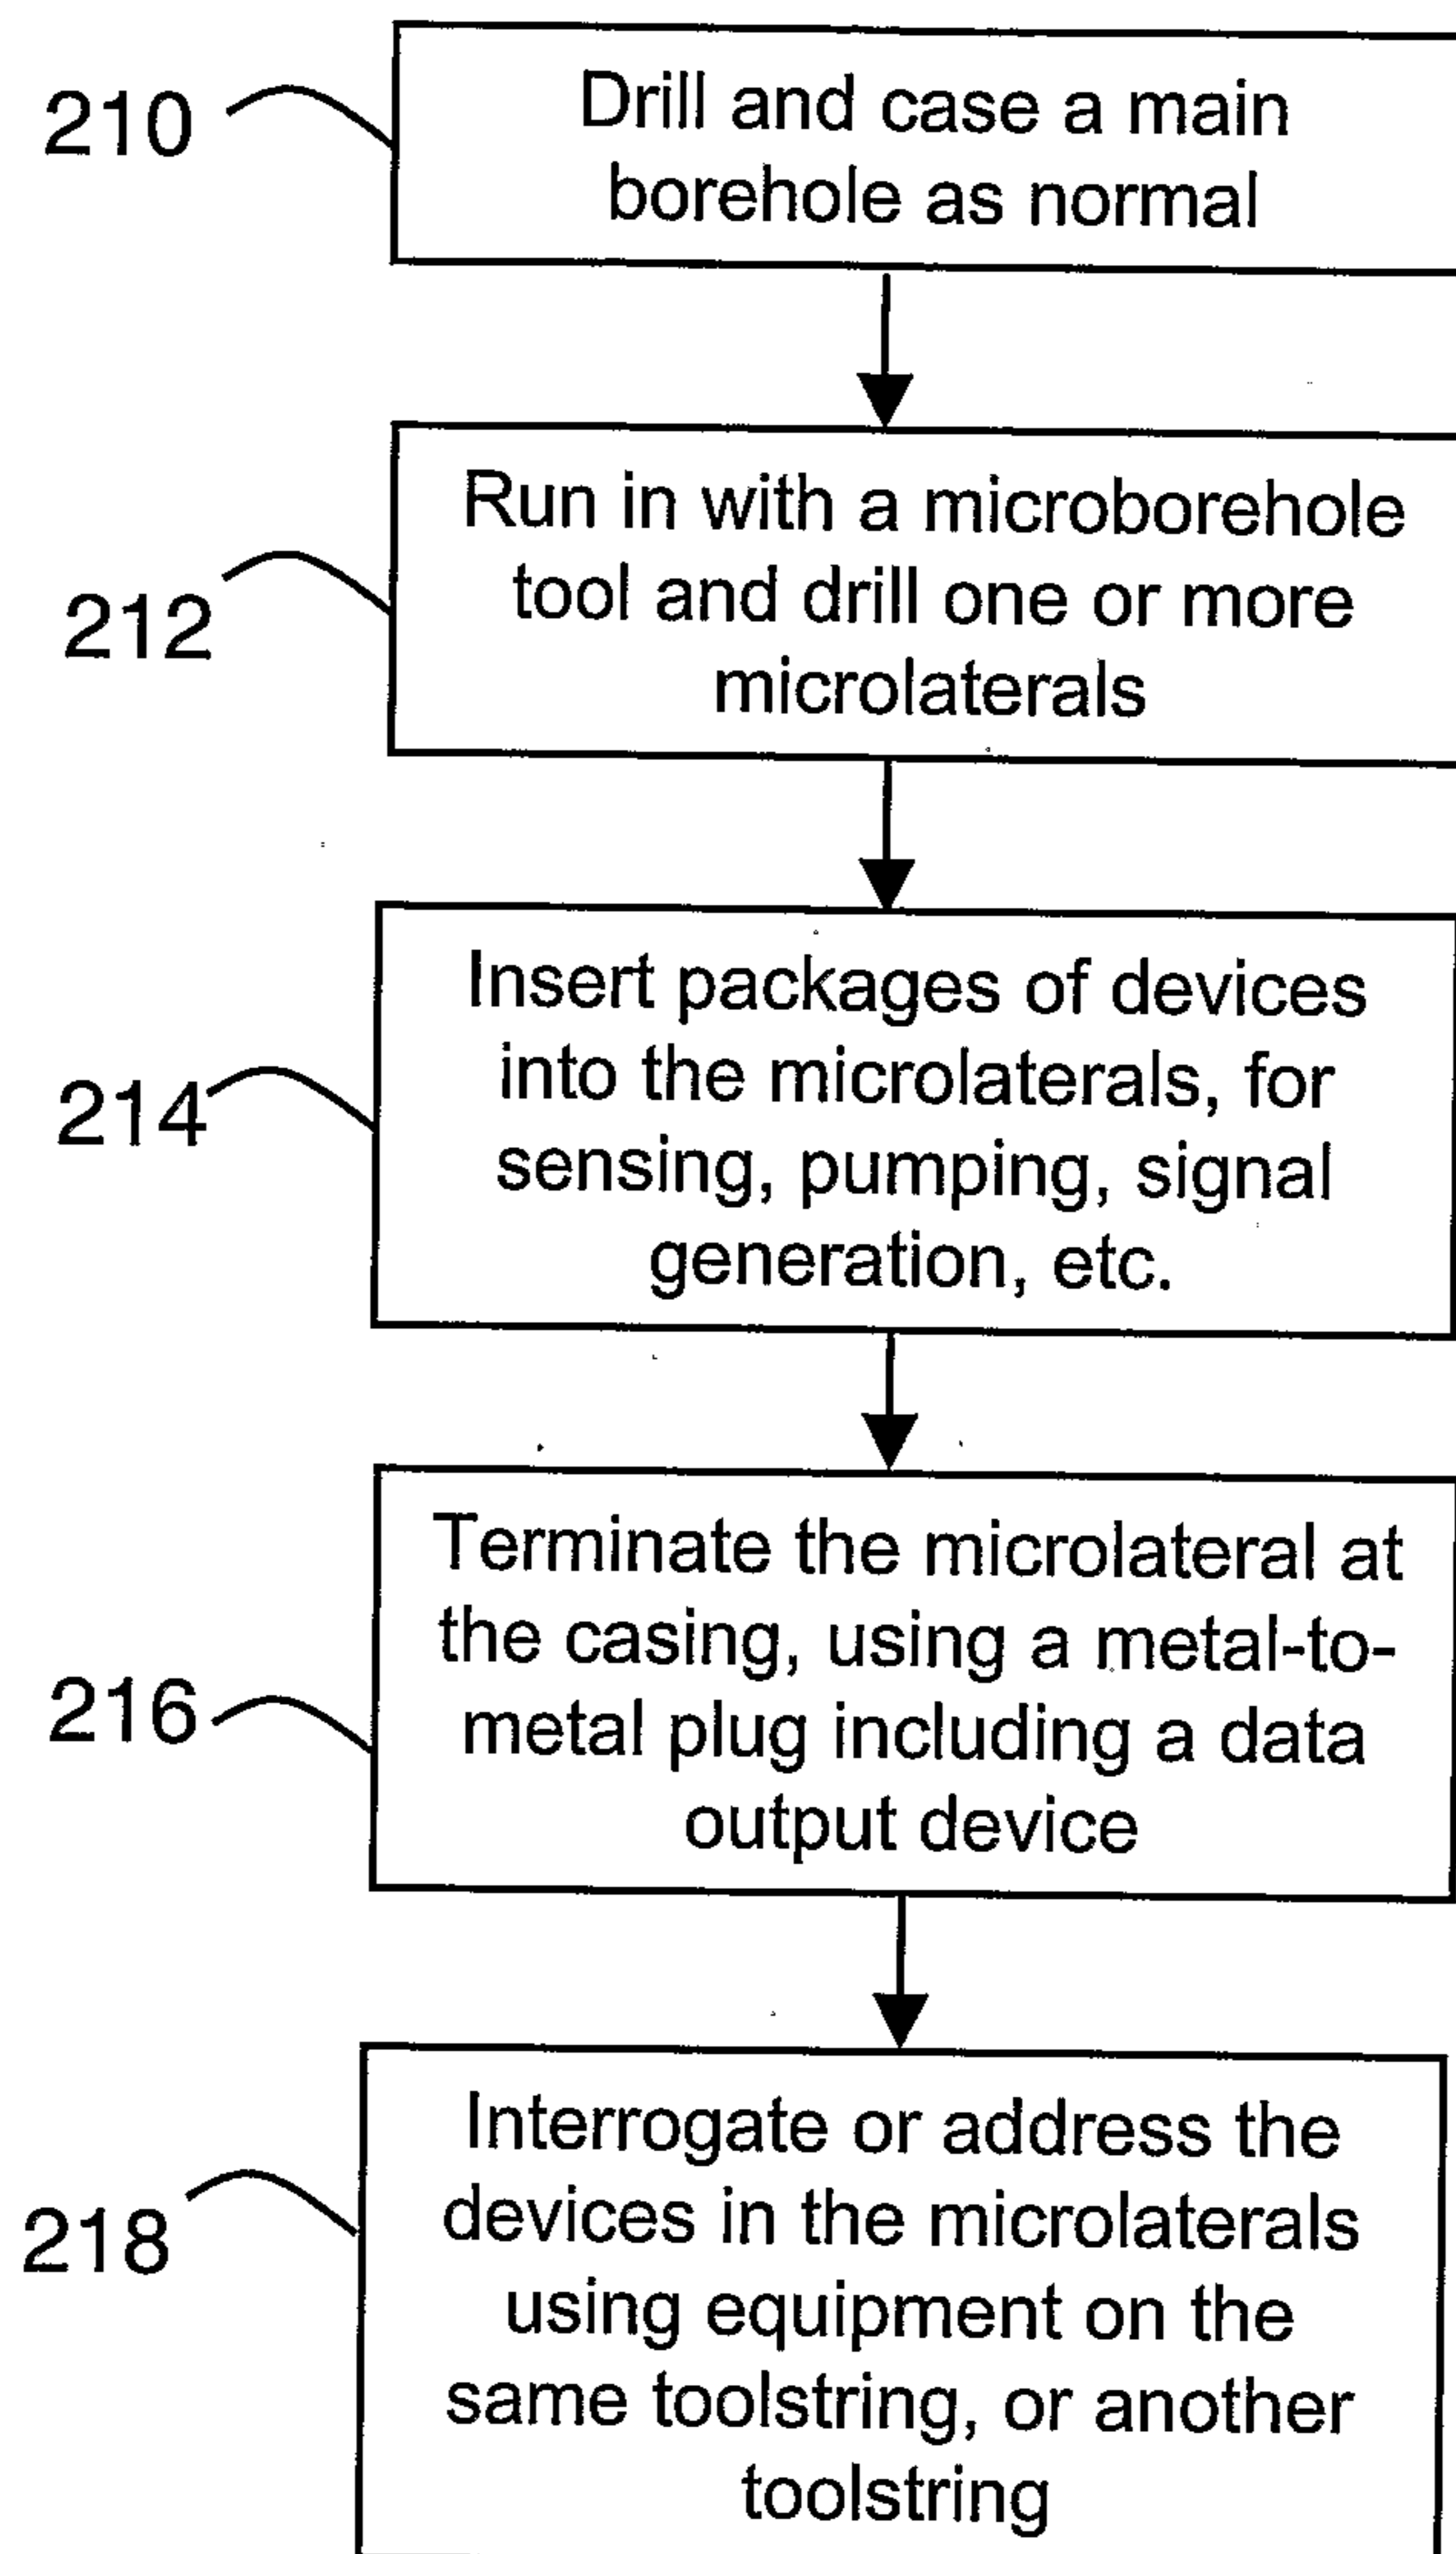 210
Drill and case a main
borehole as normal
212
Run in with a microborehole
tool and drill one or more
microlaterals
214
Insert packages of devices
into the microlaterals, for
sensing, pumping, signal
generation, etc.
216
Terminate the microlateral at
the casing, using a metal-to-
metal plug including a data
output device
218
Interrogate or address the
devices in the microlaterals
using equipment on the
same toolstring, or another
toolstring